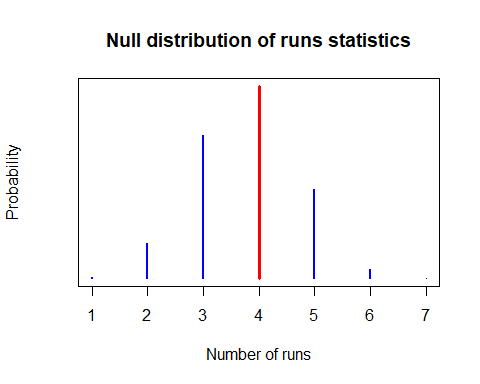 Null distribution of runs statistics
Probability
1 2 3 4 5 6 7
Number of runs